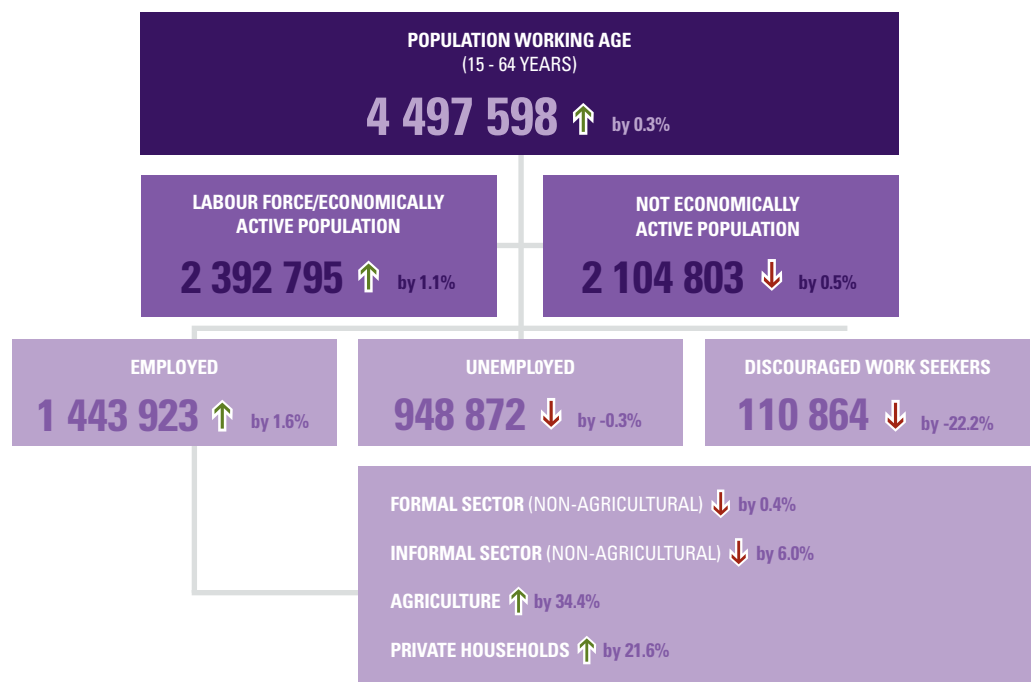 POPULATION WORKING AGE
(15 - 64 YEARS)
4 497 598 by 0.3%
LABOUR FORCE/ECONOMICALLY
ACTIVE POPULATION
2 392 795 by 1.1%
NOT ECONOMICALLY
ACTIVE POPULATION
2 104 803 by 0.5%
EMPLOYED
1 443 923 by 1.6%
UNEMPLOYED
948 872 by -0.3%
DISCOURAGED WORK SEEKERS
110 864 by -22.2%
FORMAL SECTOR (NON-AGRICULTURAL) by 0.4%
INFORMAL SECTOR (NON-AGRICULTURAL) by 6.0%
AGRICULTURE by 34.4%
PRIVATE HOUSEHOLDS by 21.6%